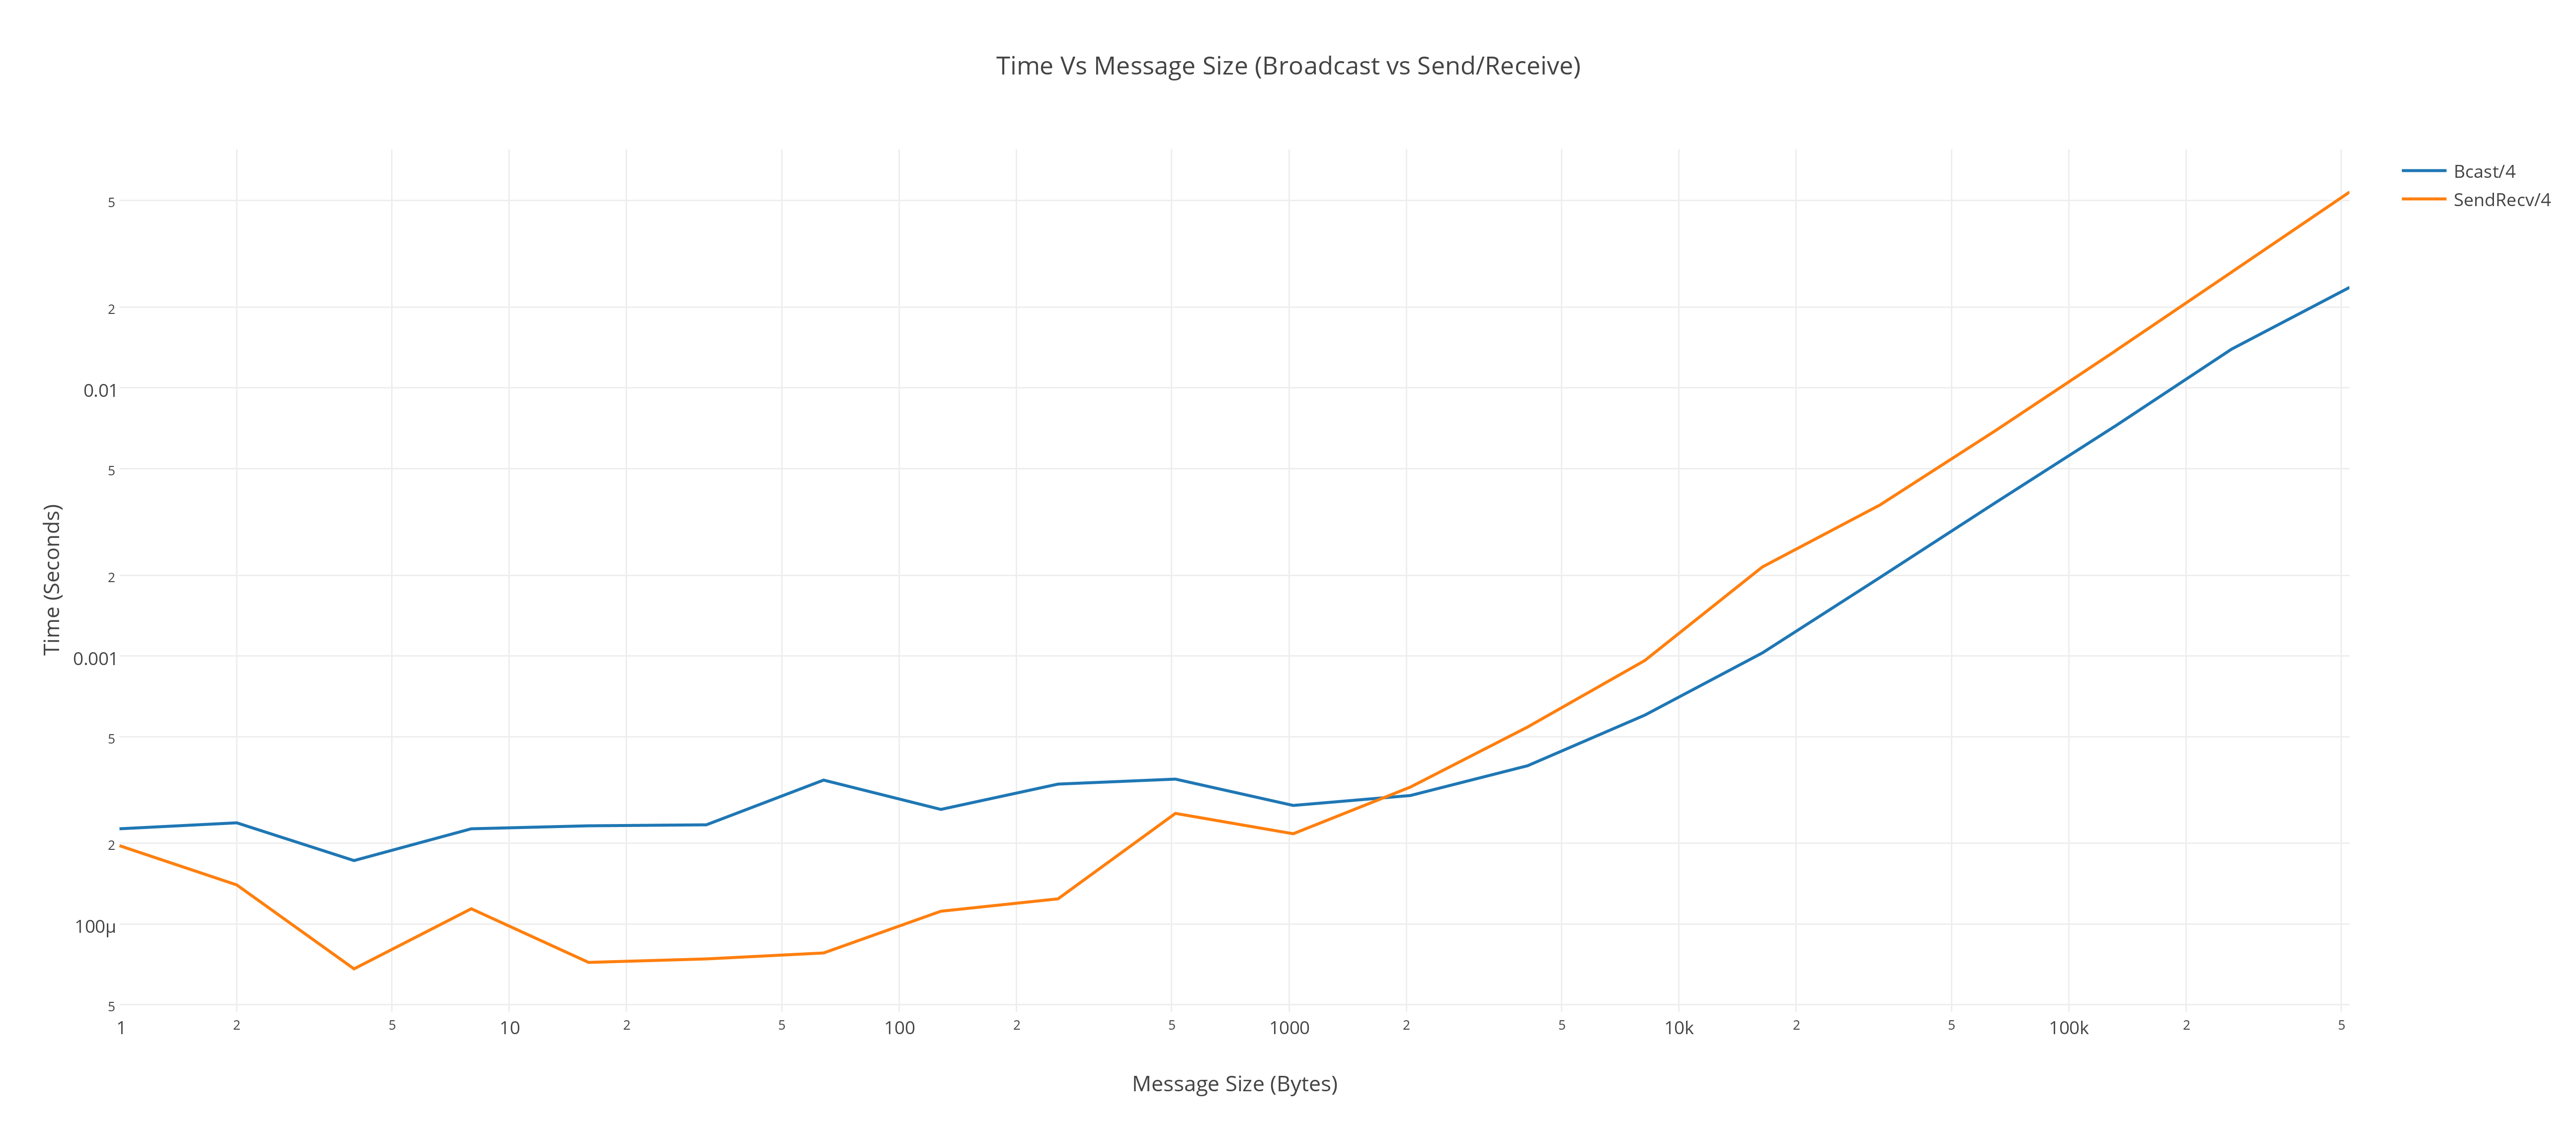 Time Vs Message Size (Broadcast vs Send/Receive)
Bcast/4
SendRecv/4
Time (Seconds)
5
2
0.01
5
2
0.001
5
2
100μ
5
1 2 5 10 2 5 100 2 5 1000 2 5 10k 2 5 100k 2 5
Message Size (Bytes)